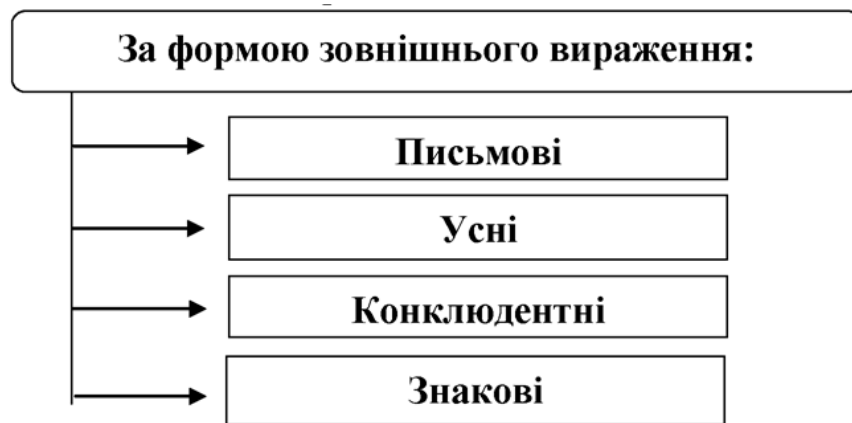 За формою зовнішнього вираження:
Письмові
Усні
Конклюдентні
Знакові